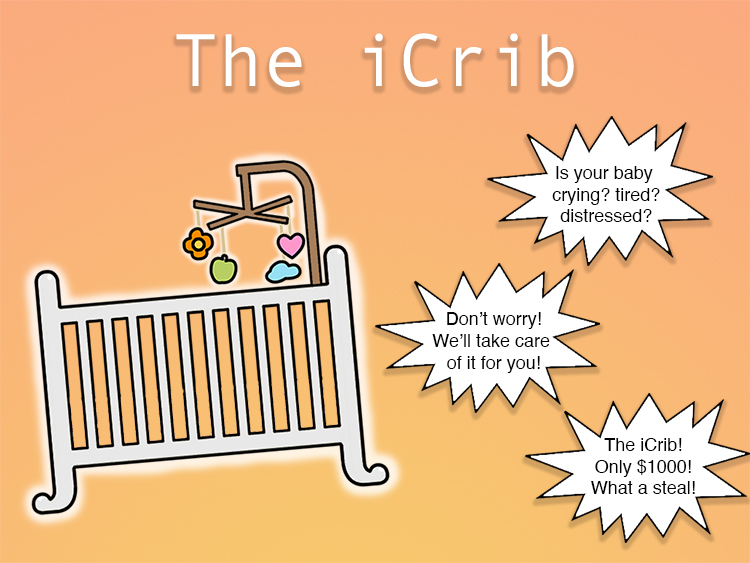 The iCrib
Is your baby
crying? tired?
distressed?
Don’t worry!
We’ll take care
of it for you!
The iCrib!
Only $1000!
What a steal!